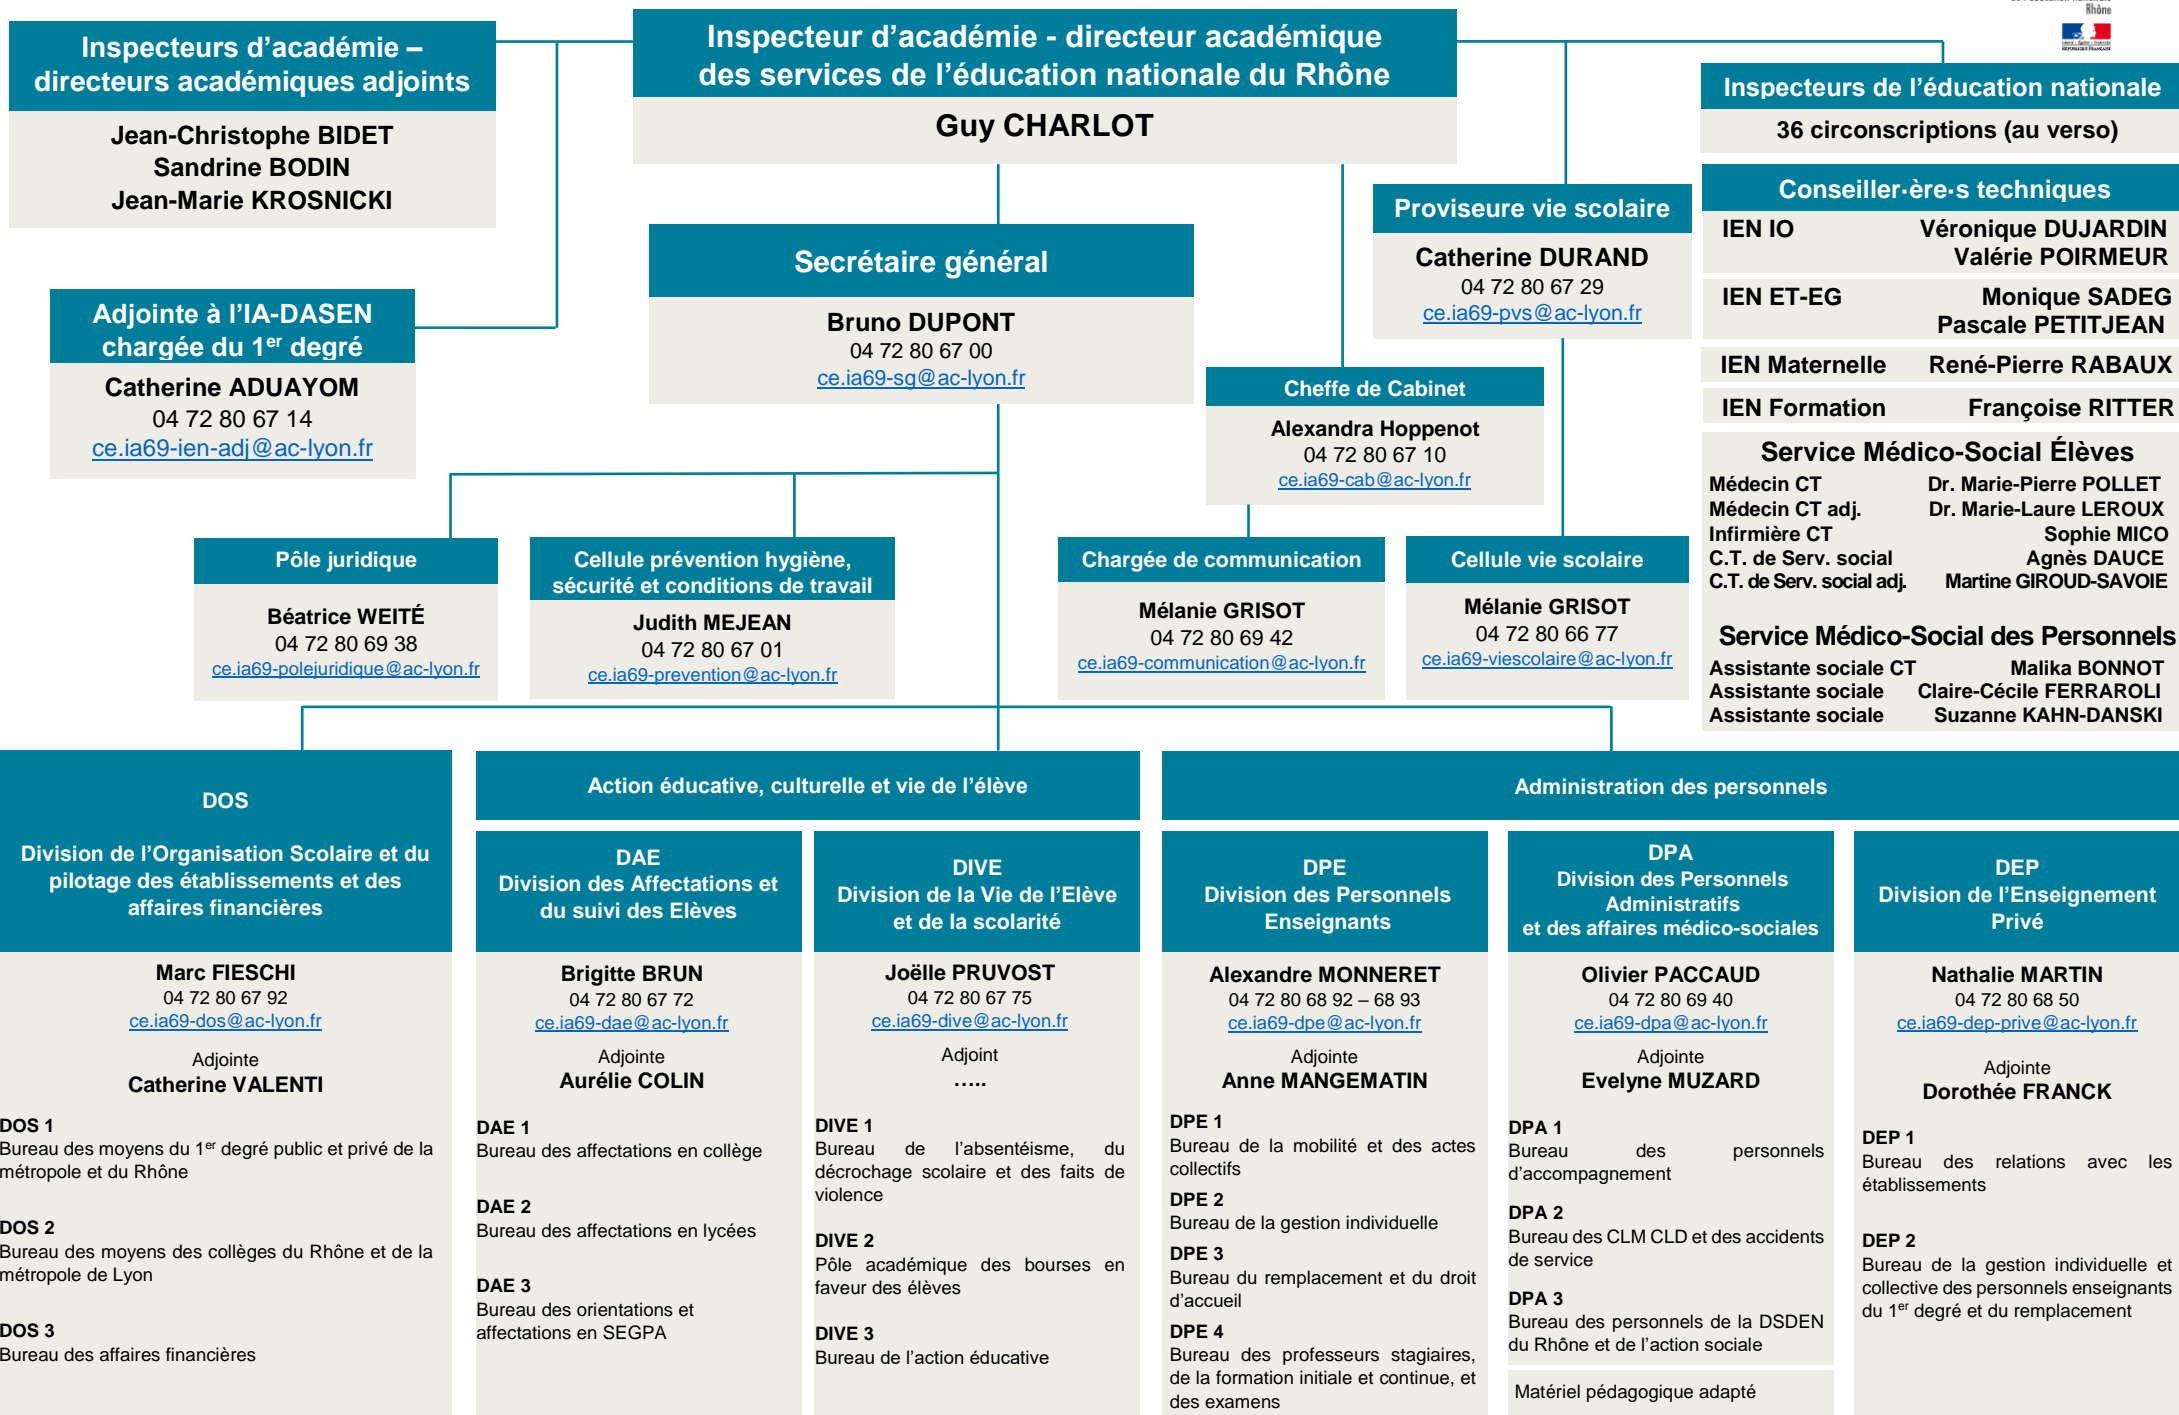 Rhône
Inspecteurs d'académie –
directeurs académiques adjoints
Jean-Christophe BIDET
Sandrine BODIN
Jean-Marie KROSNICKI
Inspecteur d'académie - directeur académique
des services de l'éducation nationale du Rhône
Guy CHARLOT
Inspecteurs de l'éducation nationale
36 circonscriptions (au verso)
Conseiller·ère·s techniques
IEN IO Véronique DUJARDIN
Valérie POIRMEUR
IEN ET-EG Monique SADEG
Pascale PETITJEAN
IEN Maternelle René-Pierre RABAUX
IEN Formation Françoise RITTER
Service Médico-Social Élèves
Médecin CT Dr. Marie-Pierre POLLET
Médecin CT adj. Dr. Marie-Laure LEROUX
Infirmière CT Sophie MICO
C.T. de Serv. social Agnès DAUCE
C.T. de Serv. social adj. Martine GIROUD-SAVOIE
Service Médico-Social des Personnels
Assistante sociale CT Malika BONNOT
Assistante sociale Claire-Cécile FERRAROLI
Assistante sociale Suzanne KAHN-DANSKI
Proviseure vie scolaire
Catherine DURAND
04 72 80 67 29
ce.ia69-pvs@ac-lyon.fr
Secrétaire général
Bruno DUPONT
04 72 80 67 00
ce.ia69-sg@ac-lyon.fr
Adjointe à l'IA-DASEN
chargée du 1er degré
Catherine ADUAYOM
04 72 80 67 14
ce.ia69-ien-adj@ac-lyon.fr
Cheffe de Cabinet
Alexandra Hoppenot
04 72 80 67 10
ce.ia69-cab@ac-lyon.fr
Pôle juridique
Béatrice WEITÉ
04 72 80 69 38
ce.ia69-polejuridique@ac-lyon.fr
Cellule prévention hygiène,
sécurité et conditions de travail
Judith MEJEAN
04 72 80 67 01
ce.ia69-prevention@ac-lyon.fr
Chargée de communication
Mélanie GRISOT
04 72 80 69 42
ce.ia69-communication@ac-lyon.fr
Cellule vie scolaire
Mélanie GRISOT
04 72 80 66 77
ce.ia69-viescolaire@ac-lyon.fr
DOS
Division de l'Organisation Scolaire et du
pilotage des établissements et des
affaires financières
Marc FIESCHI
04 72 80 67 92
ce.ia69-dos@ac-lyon.fr
Adjointe
Catherine VALENTI
DOS 1
Bureau des moyens du 1er degré public et privé de la
métropole et du Rhône
DOS 2
Bureau des moyens des collèges du Rhône et de la
métropole de Lyon
DOS 3
Bureau des affaires financières
Action éducative, culturelle et vie de l'élève
DAE
Division des Affectations et
du suivi des Elèves
Brigitte BRUN
04 72 80 67 72
ce.ia69-dae@ac-lyon.fr
Adjointe
Aurélie COLIN
DAE 1
Bureau des affectations en collège
DAE 2
Bureau des affectations en lycées
DAE 3
Bureau des orientations et
affectations en SEGPA
DIVE
Division de la Vie de l'Elève
et de la scolarité
Joëlle PRUVOST
04 72 80 67 75
ce.ia69-dive@ac-lyon.fr
Adjoint
…..
DIVE 1
Bureau de l'absentéisme, du
décrochage scolaire et des faits de
violence
DIVE 2
Pôle académique des bourses en
faveur des élèves
DIVE 3
Bureau de l'action éducative
Administration des personnels
DPE
Division des Personnels
Enseignants
Alexandre MONNERET
04 72 80 68 92 – 68 93
ce.ia69-dpe@ac-lyon.fr
Adjointe
Anne MANGEMATIN
DPE 1
Bureau de la mobilité et des actes
collectifs
DPE 2
Bureau de la gestion individuelle
DPE 3
Bureau du remplacement et du droit
d'accueil
DPE 4
Bureau des professeurs stagiaires,
de la formation initiale et continue, et
des examens
DPA
Division des Personnels
Administratifs
et des affaires médico-sociales
Olivier PACCAUD
04 72 80 69 40
ce.ia69-dpa@ac-lyon.fr
Adjointe
Evelyne MUZARD
DPA 1
Bureau des personnels
d'accompagnement
DPA 2
Bureau des CLM CLD et des accidents
de service
DPA 3
Bureau des personnels de la DSDEN
du Rhône et de l'action sociale
Matériel pédagogique adapté
DEP
Division de l'Enseignement
Privé
Nathalie MARTIN
04 72 80 68 50
ce.ia69-dep-prive@ac-lyon.fr
Adjointe
Dorothée FRANCK
DEP 1
Bureau des relations avec les
établissements
DEP 2
Bureau de la gestion individuelle et
collective des personnels enseignants
du 1er degré et du remplacement